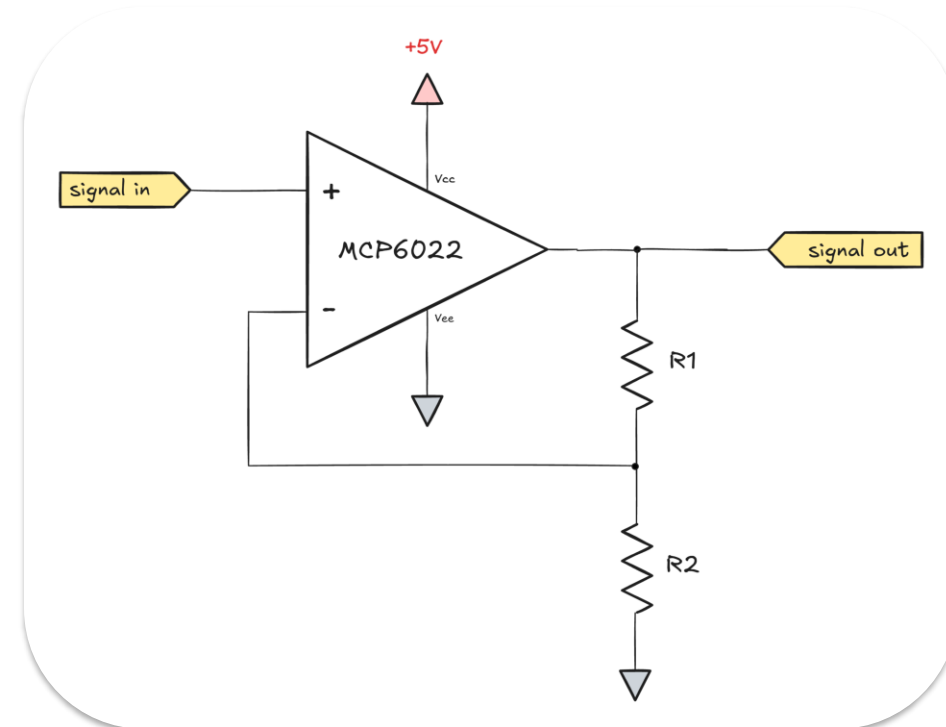 +5V
Vcc
signal in
+
MCP6022
signal out
-
Vee
R1
R2